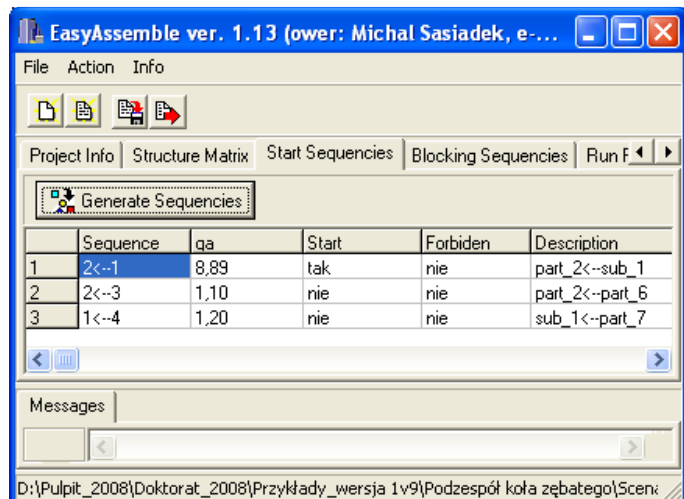 EasyAssemble ver. 1.13 (ower: Michal Sasiadek, e-...
File Action Info
Project Info Structure Matrix Start Sequencies Blocking Sequencies Run F
Generate Sequencies
Sequence qa Start Forbiden Description
1 2<--1 8,89 tak nie part_2<--sub_1
2 2<--3 1,10 nie nie part_2<--part_6
3 1<--4 1,20 nie nie sub_1<--part_7
Messages
D:\Pulpit_2008\Doktorat_2008\Przykłady_wersja 1v9\Podzespół koła zębatego\Scena